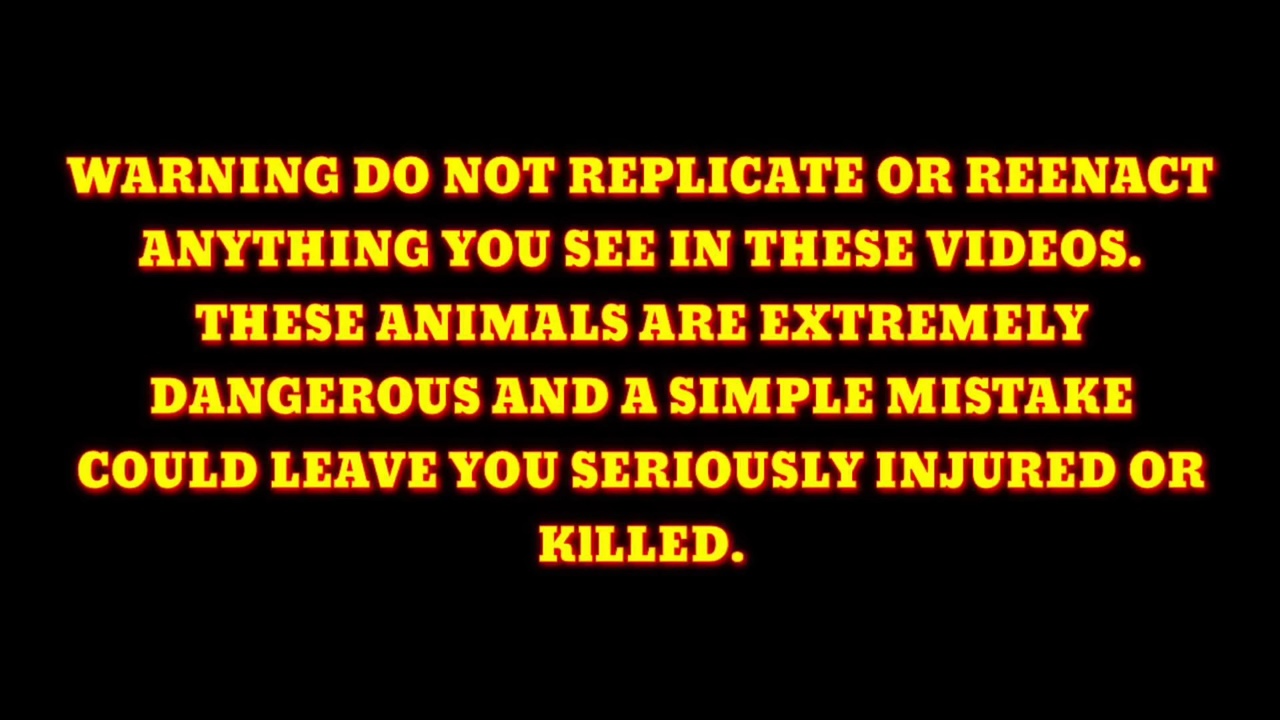 WARNING DO NOT REPLICATE OR REENACT
ANYTHING YOU SEE IN THESE VIDEOS.
THESE ANIMALS ARE EXTREMELY
DANGEROUS AND A SIMPLE MISTAKE
COULD LEAVE YOU SERIOUSLY INJURED OR
KlLLED.